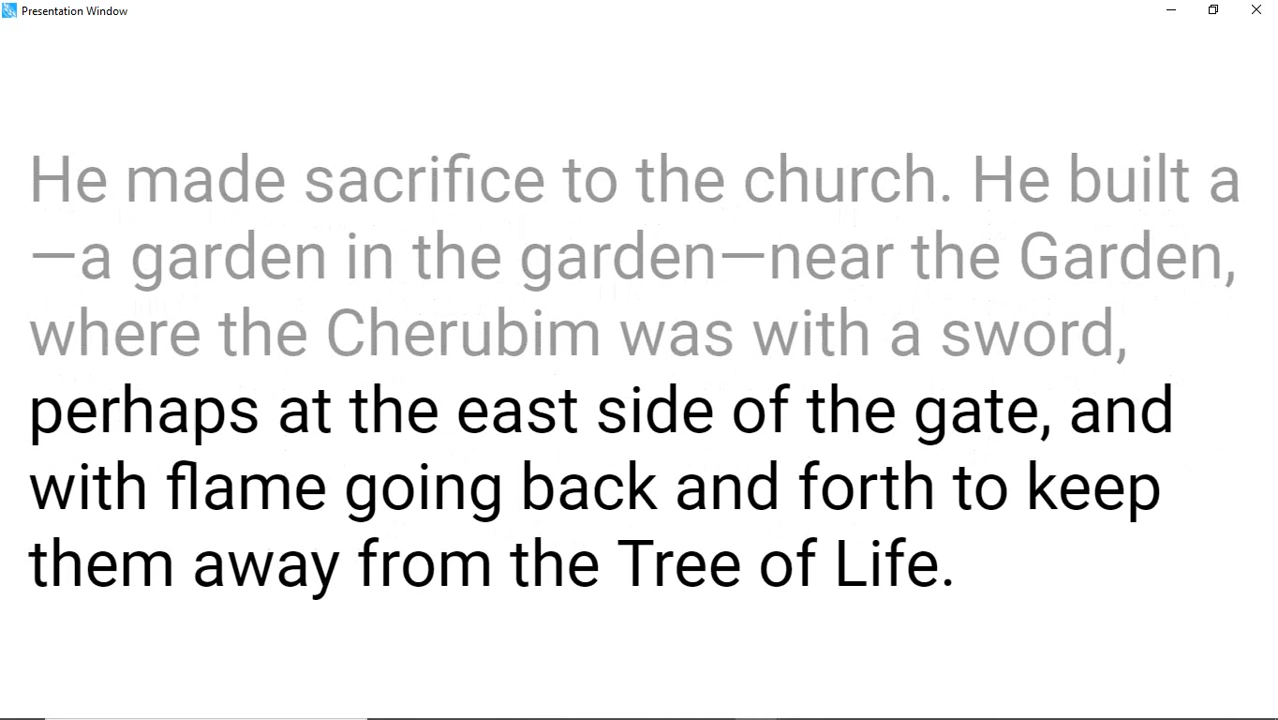 Presentation Window
He made sacrifice to the church. He built a
—a garden in the garden—near the Garden,
where the Cherubim was with a sword,
perhaps at the east side of the gate, and
with flame going back and forth to keep
them away from the Tree of Life.